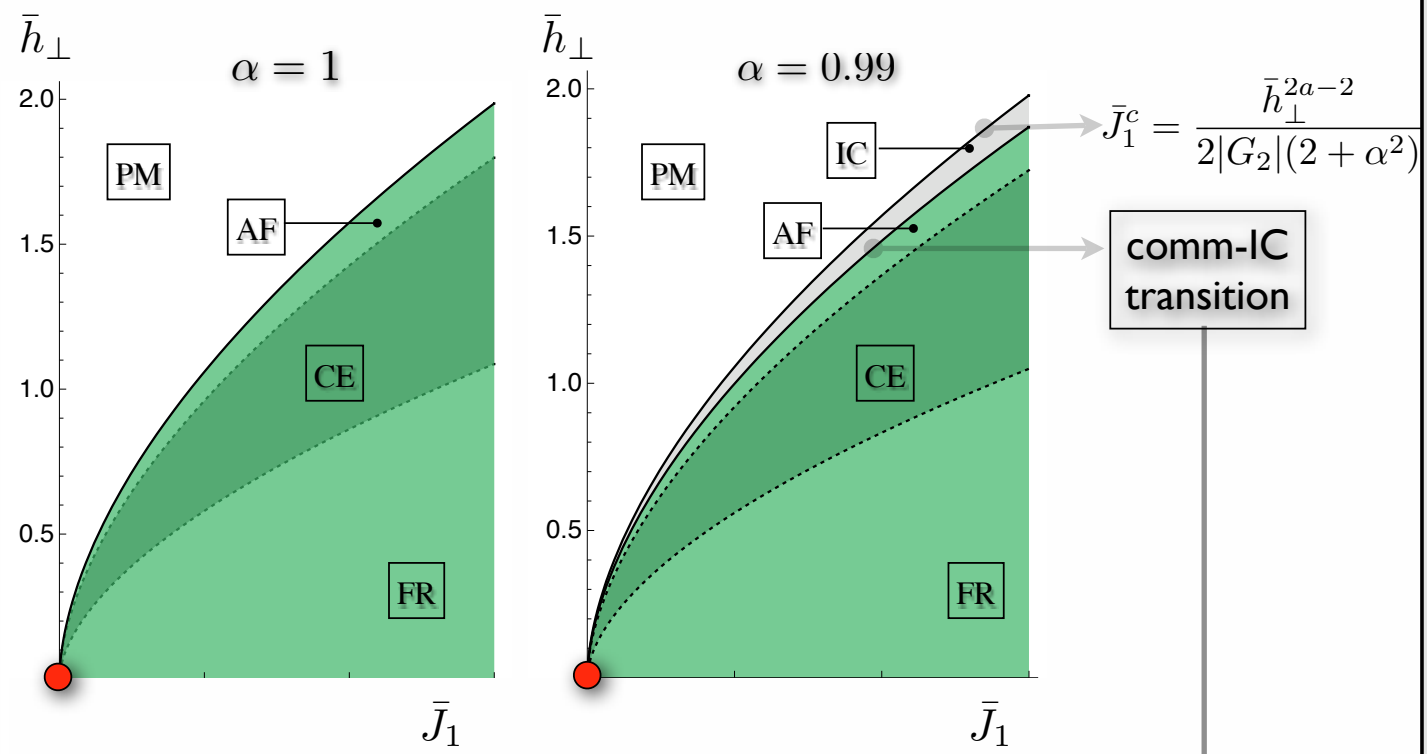 h̄⊥
α = 1
2.0
PM
AF
1.5
CE
1.0
0.5
FR
J̄₁
h̄⊥
α = 0.99
2.0
IC
PM
AF
1.5
CE
1.0
0.5
FR
J̄₁
J̄₁ᶜ = h̄⊥^{2a−2} / 2|G₂|(2 + α²)
comm-IC
transition